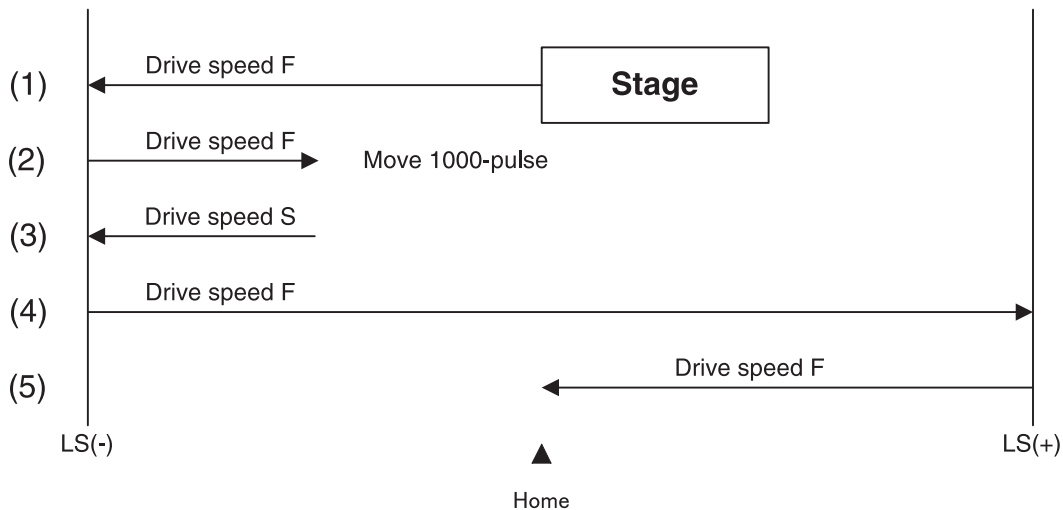 (1) Drive speed F Stage
(2) Drive speed F Move 1000-pulse
(3) Drive speed S
(4) Drive speed F
(5) Drive speed F
LS(-) LS(+)
Home